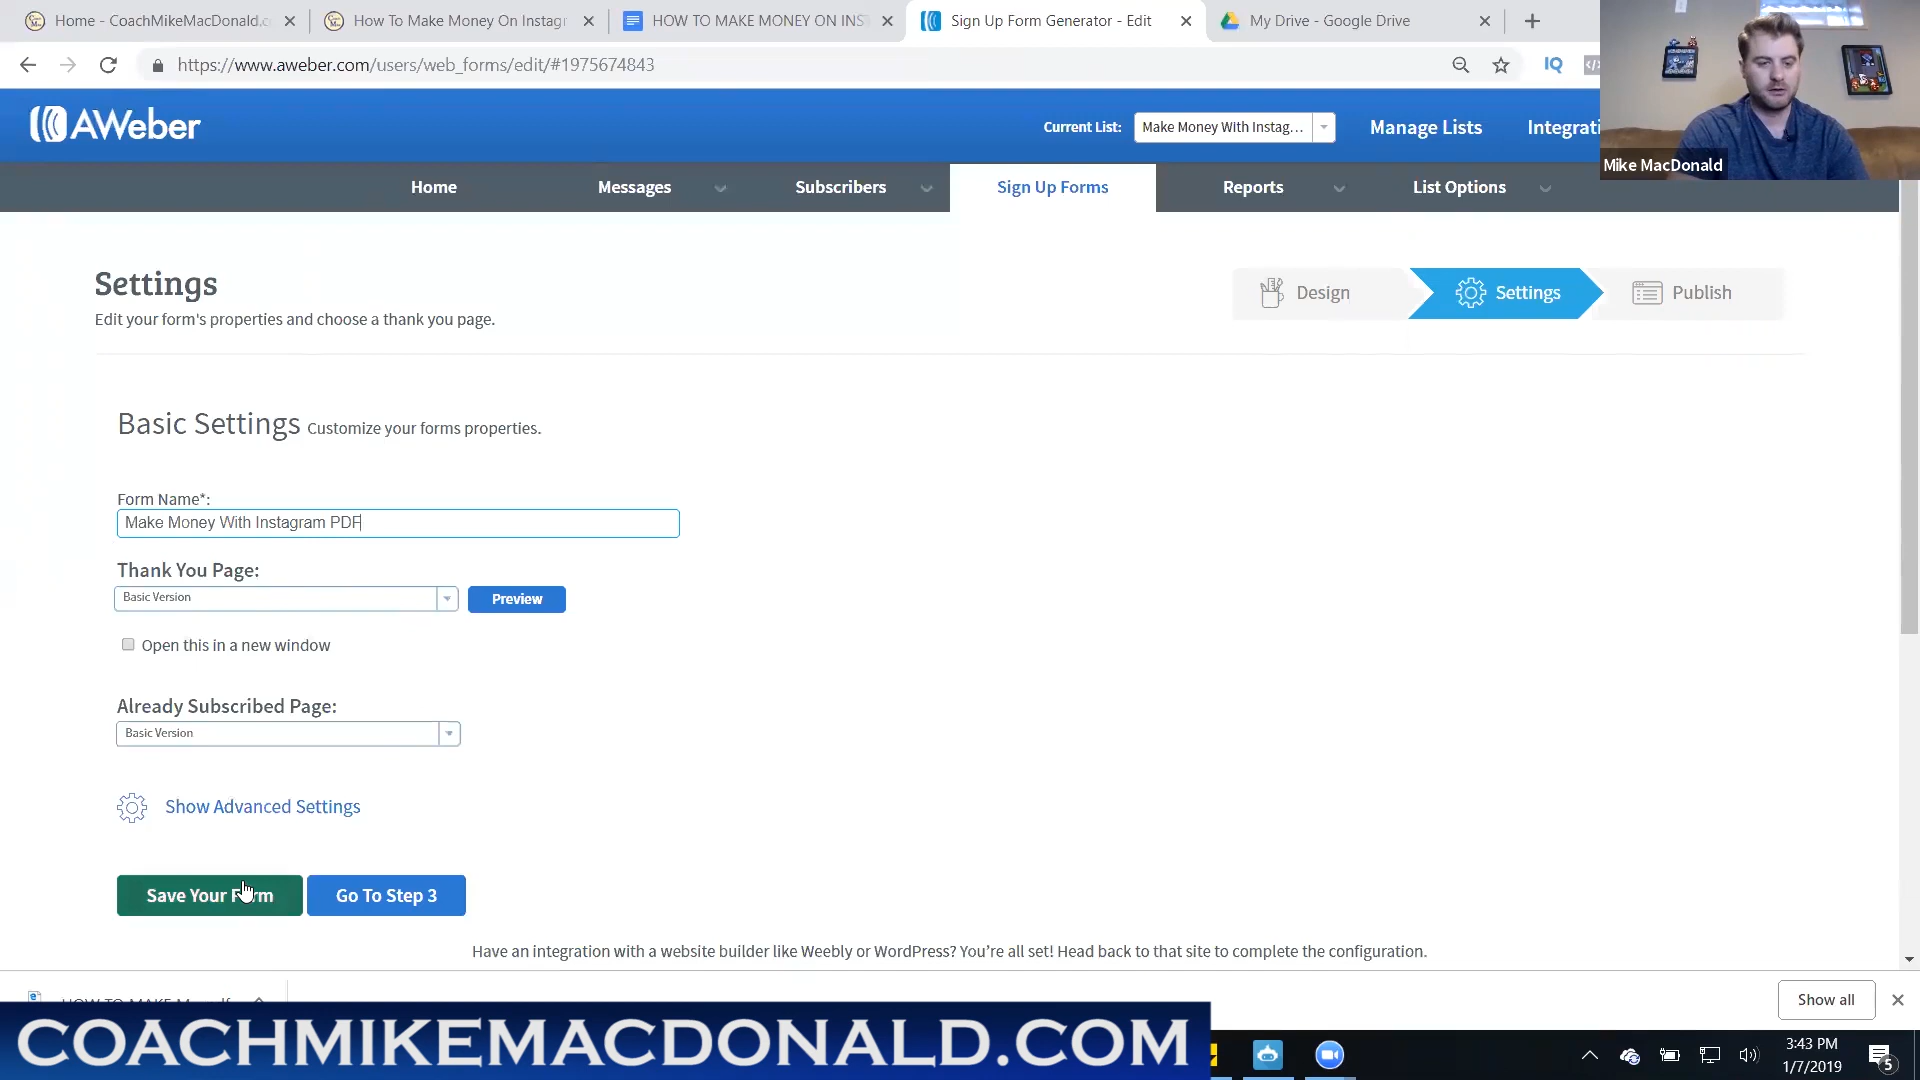 Home - CoachMikeMacDonald.c
How To Make Money On Instagr
HOW TO MAKE MONEY ON INS
Sign Up Form Generator - Edit
My Drive - Google Drive
https://www.aweber.com/users/web_forms/edit/#1975674843
IQ
AWeber
Current List:
Make Money With Instag...
Manage Lists
Integrati
Mike MacDonald
Home
Messages
Subscribers
Sign Up Forms
Reports
List Options
Settings
Edit your form's properties and choose a thank you page.
Design
Settings
Publish
Basic Settings Customize your forms properties.
Form Name*:
Make Money With Instagram PDF
Thank You Page:
Basic Version
Preview
Open this in a new window
Already Subscribed Page:
Basic Version
Show Advanced Settings
Save Your Form
Go To Step 3
Have an integration with a website builder like Weebly or WordPress? You're all set! Head back to that site to complete the configuration.
Show all
COACHMIKEMACDONALD.COM
3:43 PM
1/7/2019
5